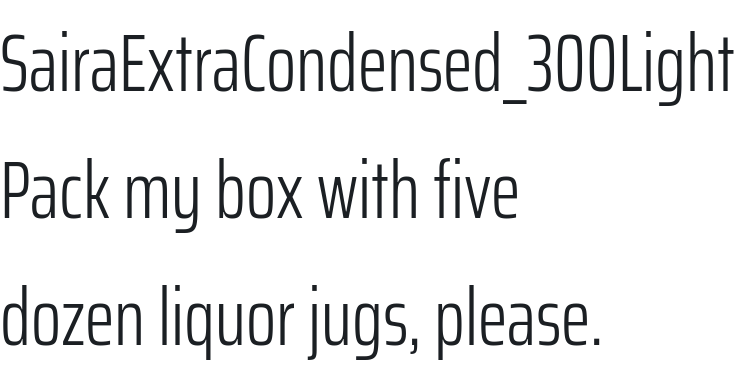 SairaExtraCondensed_300Light
Pack my box with five
dozen liquor jugs, please.